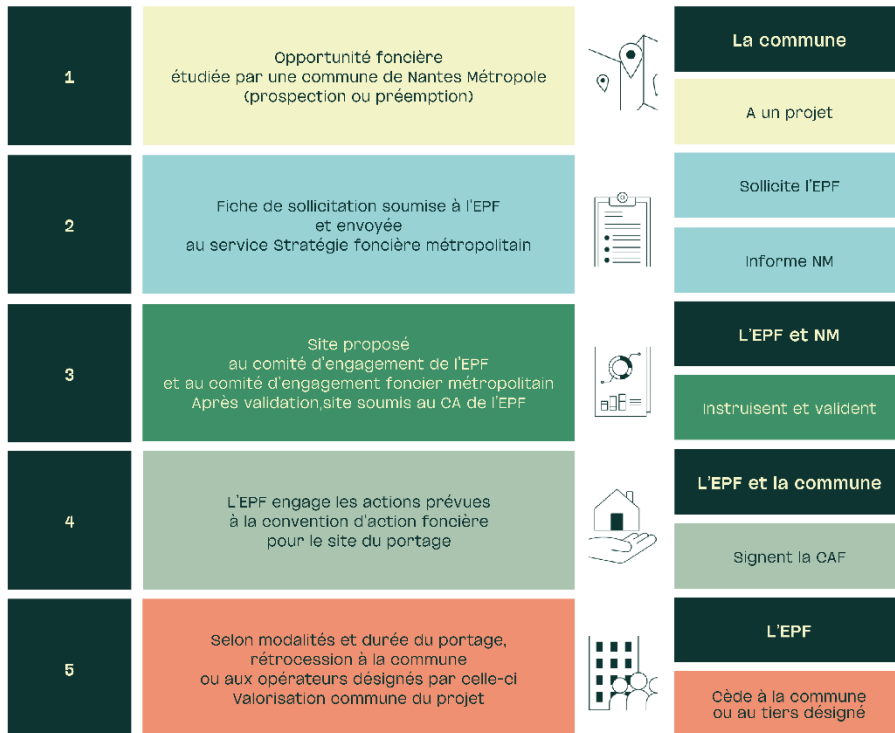 1
Opportunité foncière
étudiée par une commune de Nantes Métropole
(prospection ou préemption)
La commune
A un projet
2
Fiche de sollicitation soumise à l'EPF
et envoyée
au service Stratégie foncière métropolitain
Sollicite l'EPF
Informe NM
3
Site proposé
au comité d'engagement de l'EPF
et au comité d'engagement foncier métropolitain
Après validation,site soumis au CA de l'EPF
L'EPF et NM
Instruisent et valident
4
L'EPF engage les actions prévues
à la convention d'action foncière
pour le site du portage
L'EPF et la commune
Signent la CAF
5
Selon modalités et durée du portage,
rétrocession à la commune
ou aux opérateurs désignés par celle-ci
Valorisation commune du projet
L'EPF
Cède à la commune
ou au tiers désigné